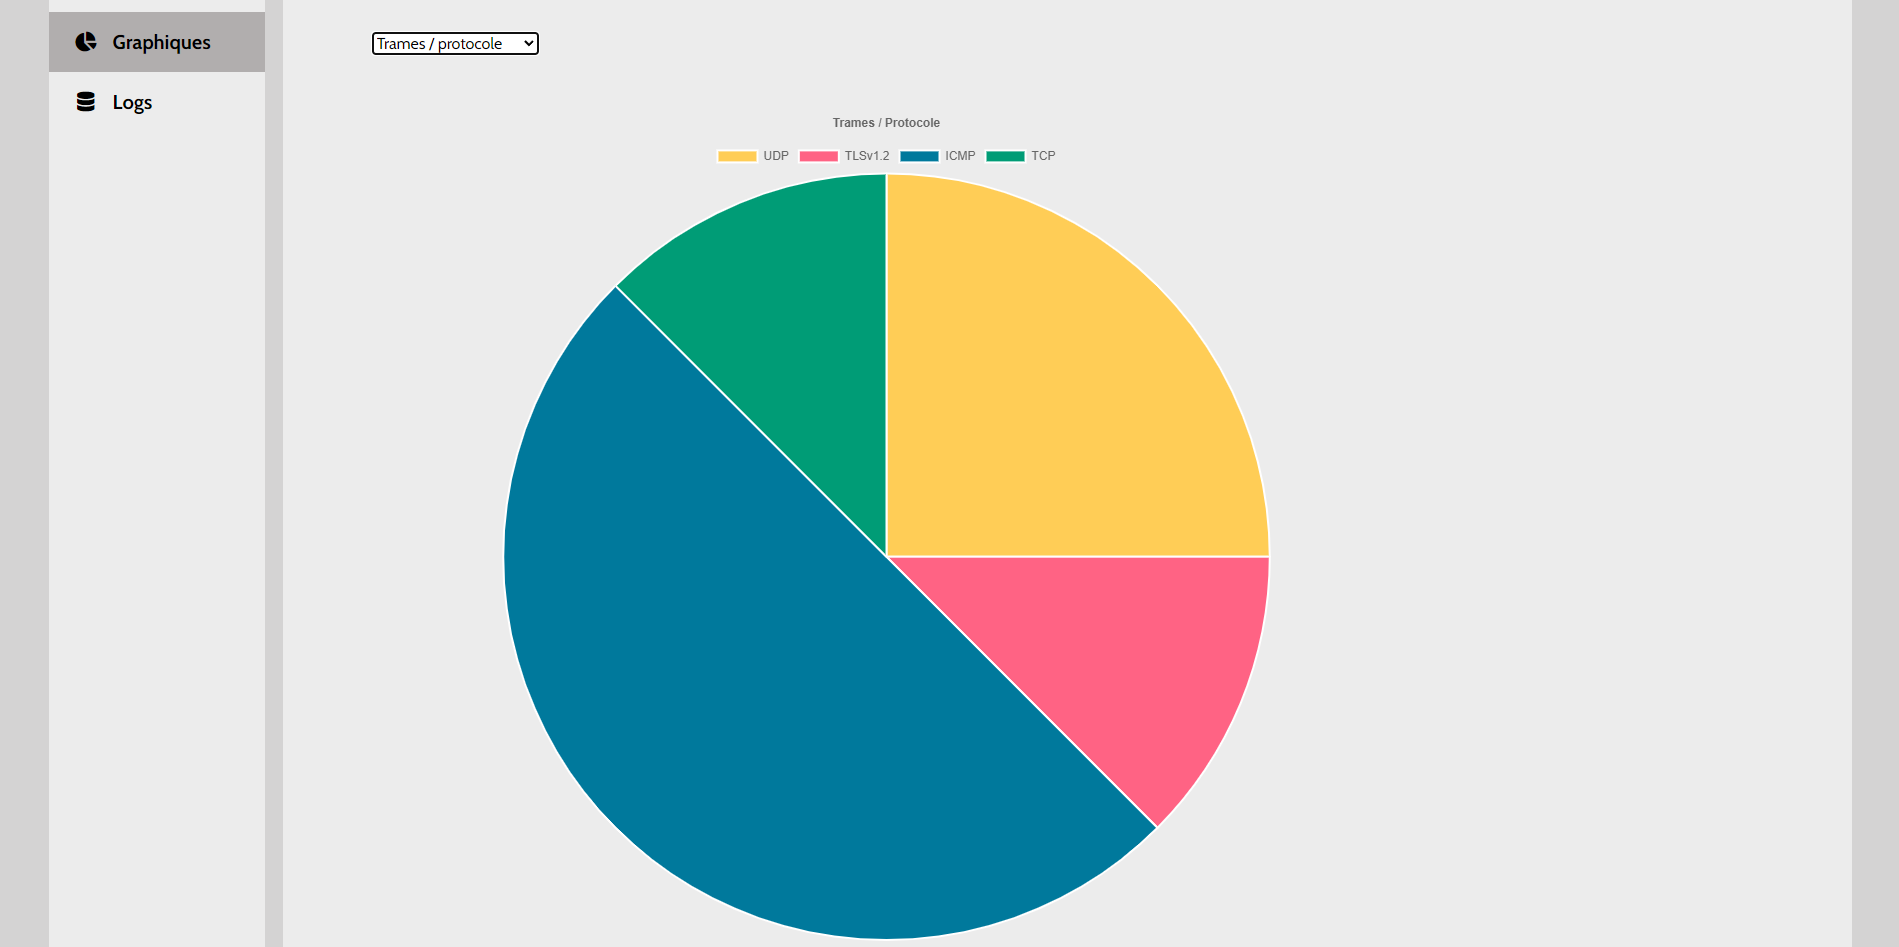 Graphiques
Logs
Trames / protocole
Trames / Protocole
UDP TLSv1.2 ICMP TCP